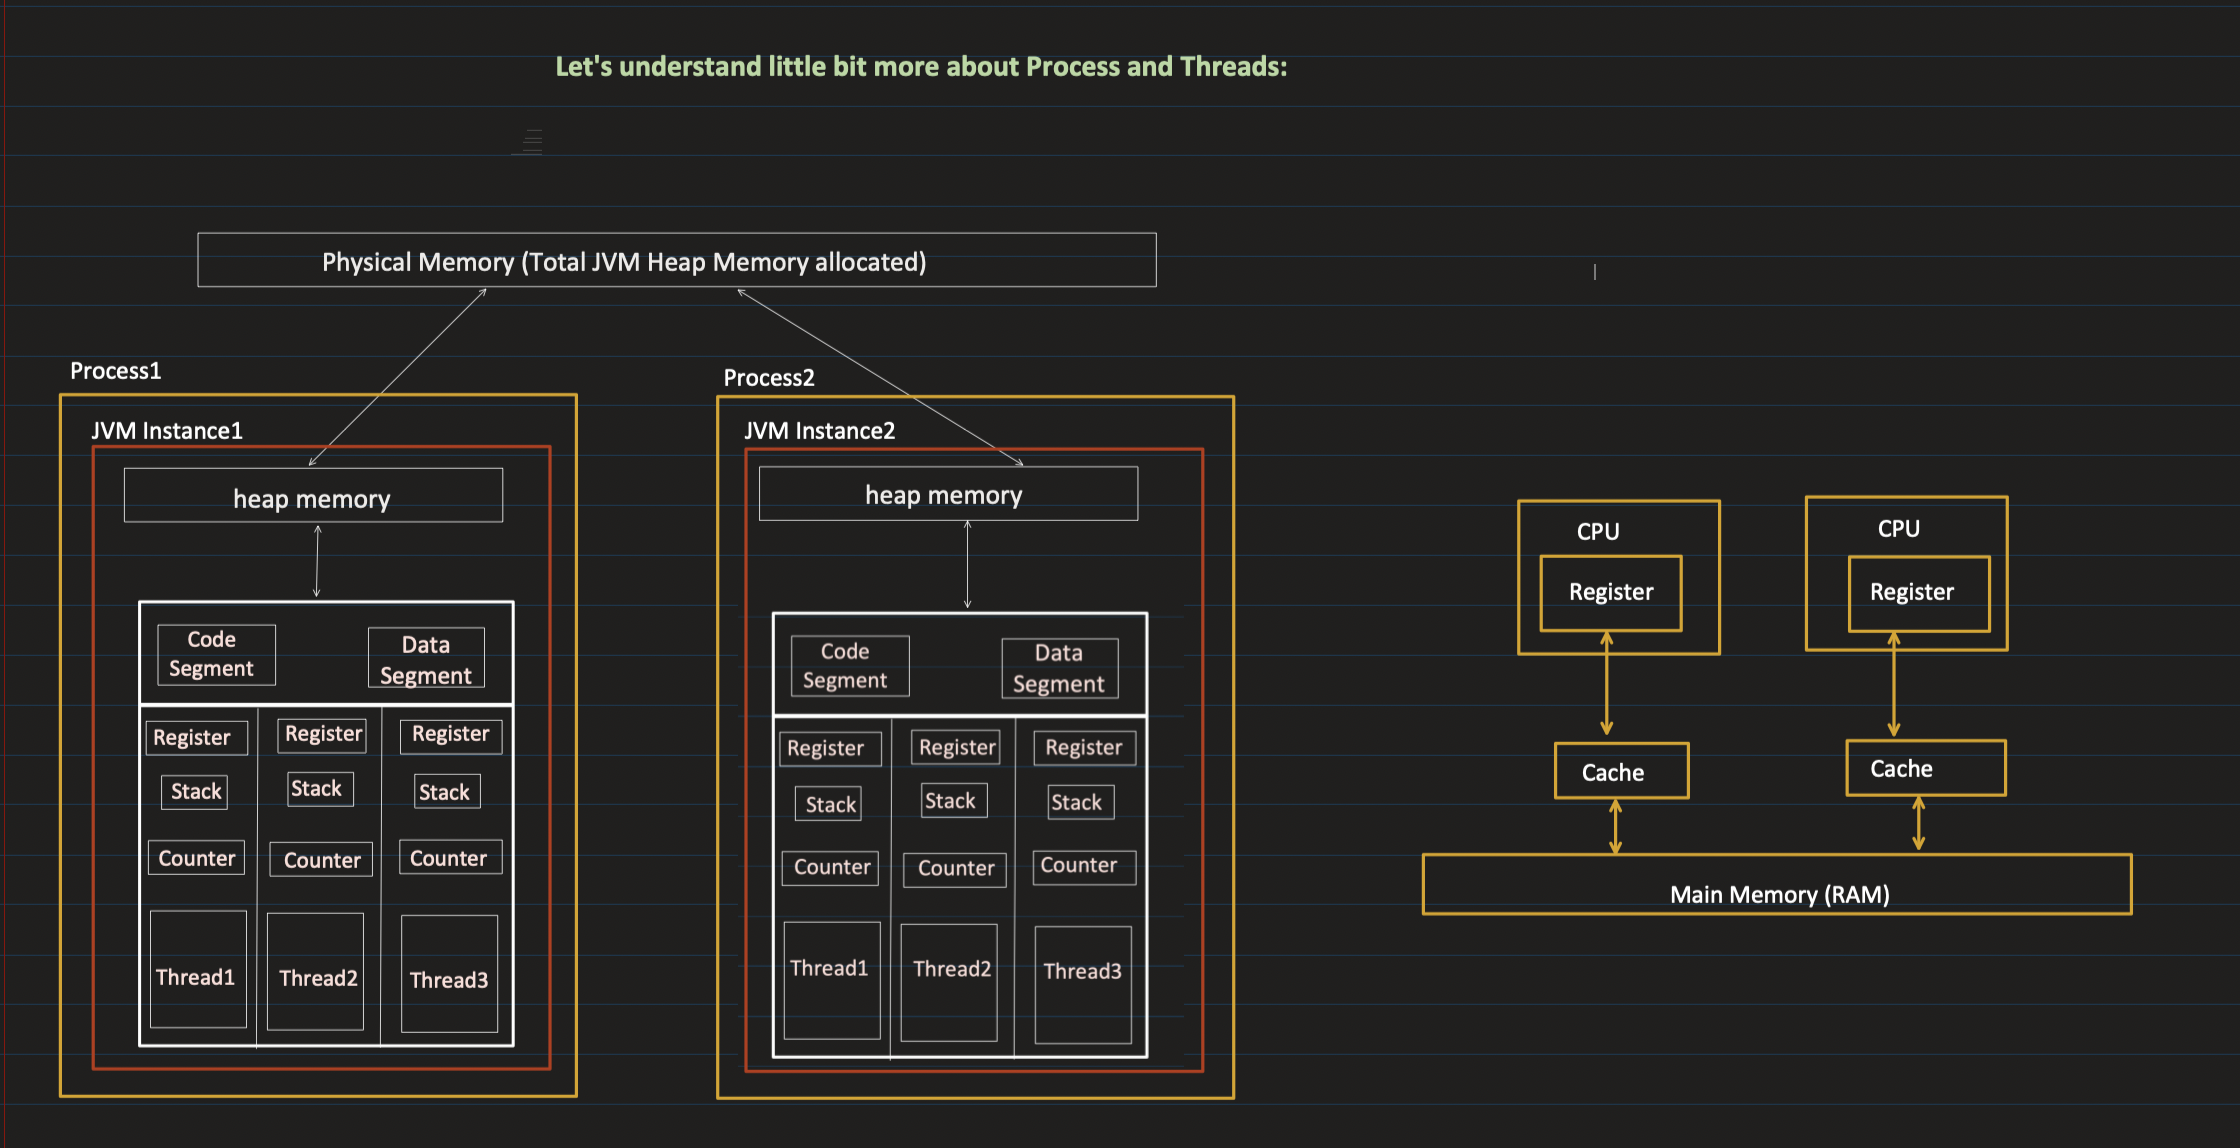 Let's understand little bit more about Process and Threads:
Physical Memory (Total JVM Heap Memory allocated)
Process1
JVM Instance1
heap memory
Code
Segment
Data
Segment
Register
Register
Register
Stack
Stack
Stack
Counter
Counter
Counter
Thread1
Thread2
Thread3
Process2
JVM Instance2
heap memory
Code
Segment
Data
Segment
Register
Register
Register
Stack
Stack
Stack
Counter
Counter
Counter
Thread1
Thread2
Thread3
CPU
Register
CPU
Register
Cache
Cache
Main Memory (RAM)